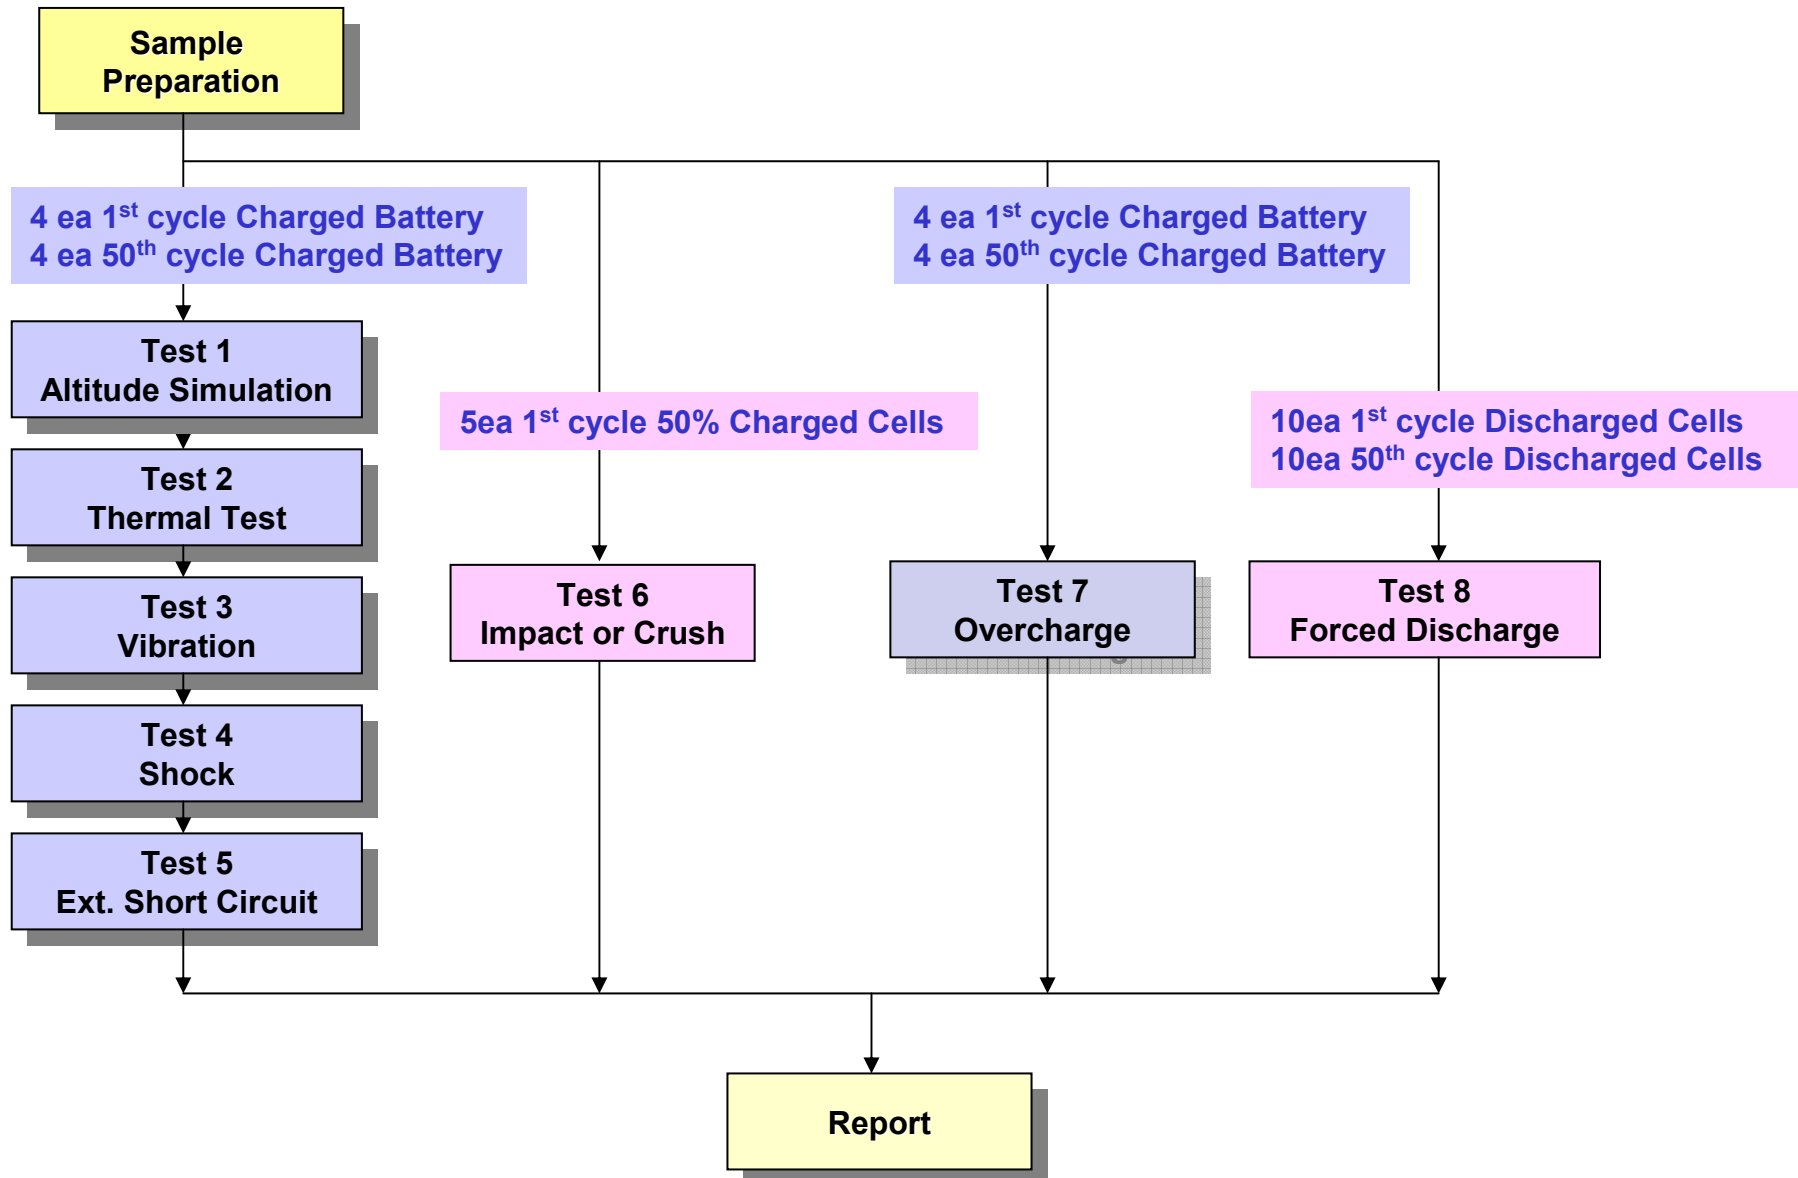 Sample
Preparation
4 ea 1st cycle Charged Battery
4 ea 50th cycle Charged Battery
4 ea 1st cycle Charged Battery
4 ea 50th cycle Charged Battery
Test 1
Altitude Simulation
5ea 1st cycle 50% Charged Cells
10ea 1st cycle Discharged Cells
10ea 50th cycle Discharged Cells
Test 2
Thermal Test
Test 3
Vibration
Test 6
Impact or Crush
Test 7
Overcharge
Test 8
Forced Discharge
Test 4
Shock
Test 5
Ext. Short Circuit
Report